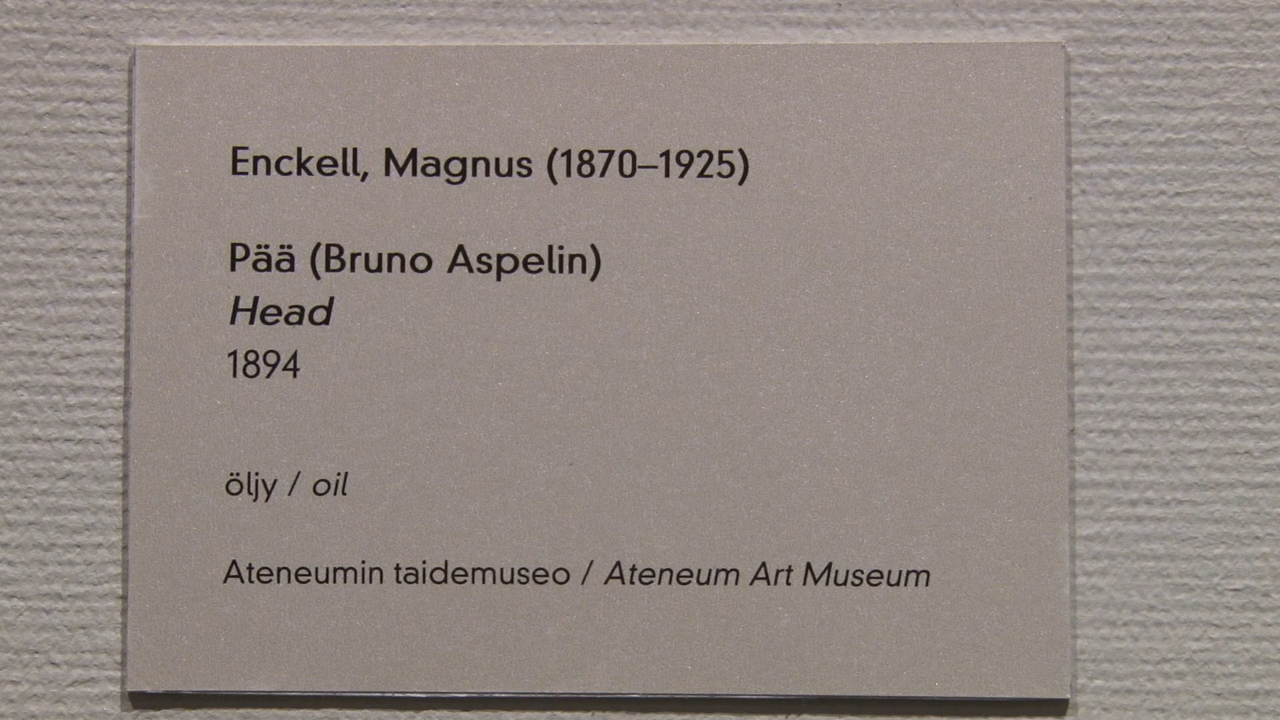 Enckell, Magnus (1870–1925)
Pää (Bruno Aspelin)
Head
1894
öljy / oil
Ateneumin taidemuseo / Ateneum Art Museum